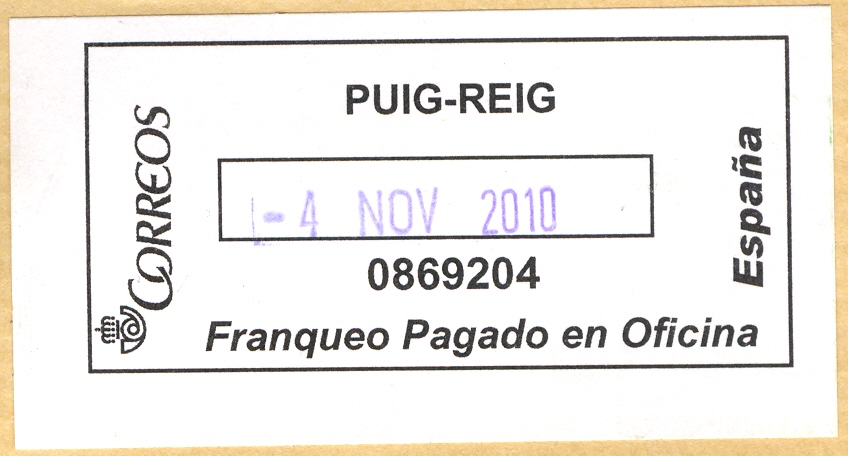 PUIG-REIG
CORREOS
- 4 NOV 2010
España
0869204
Franqueo Pagado en Oficina